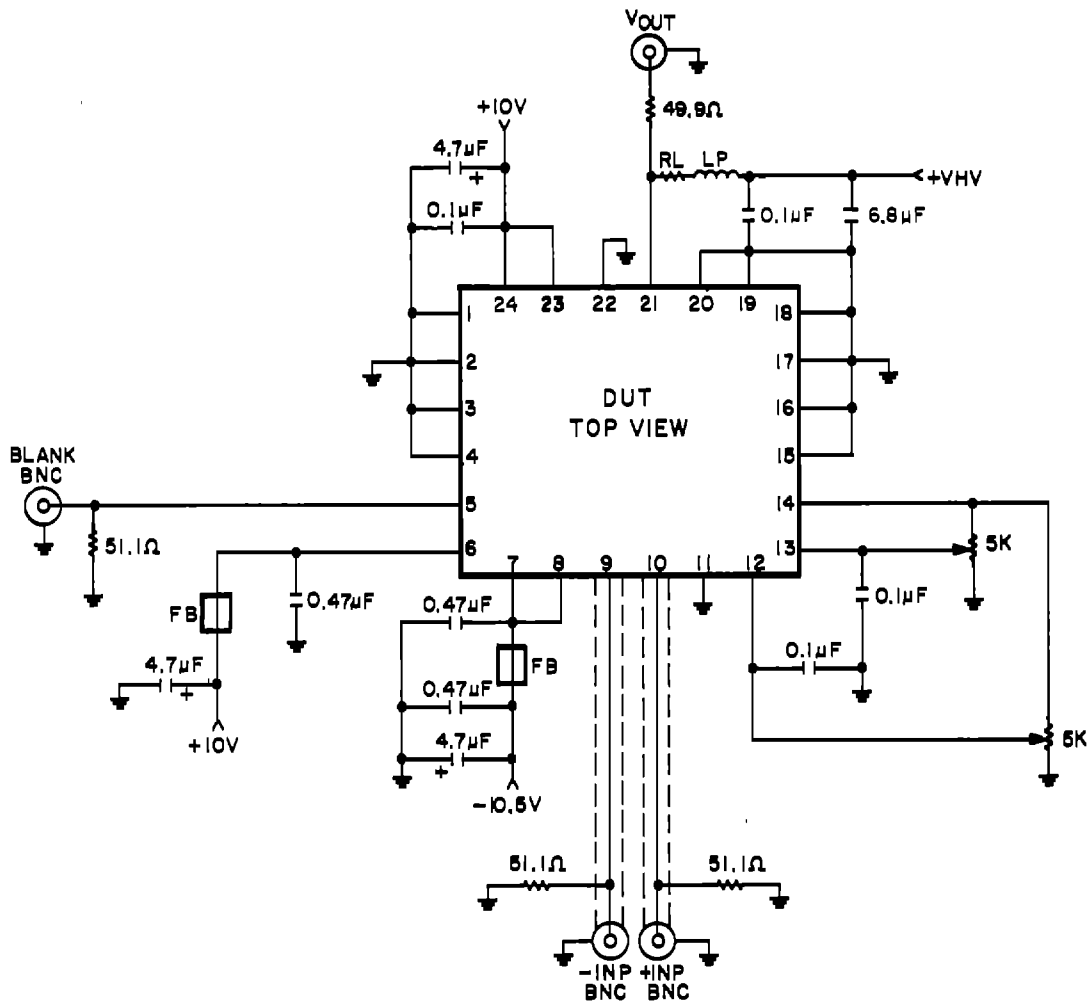 VOUT
49.9Ω
+10V
4.7µF
+
RL LP
+VHV
0.1µF
0.1µF
6.8µF
24 23 22 21 20 19
1
18
2
17
DUT
TOP VIEW
3
16
4
15
BLANK
BNC
5
14
51.1Ω
6
13
5K
7 8 9 10 11 12
0.47µF
0.47µF
0.1µF
FB
FB
0.1µF
4.7µF
+
0.47µF
+10V
4.7µF
+
5K
-10.5V
51.1Ω
51.1Ω
-INP +INP
BNC BNC